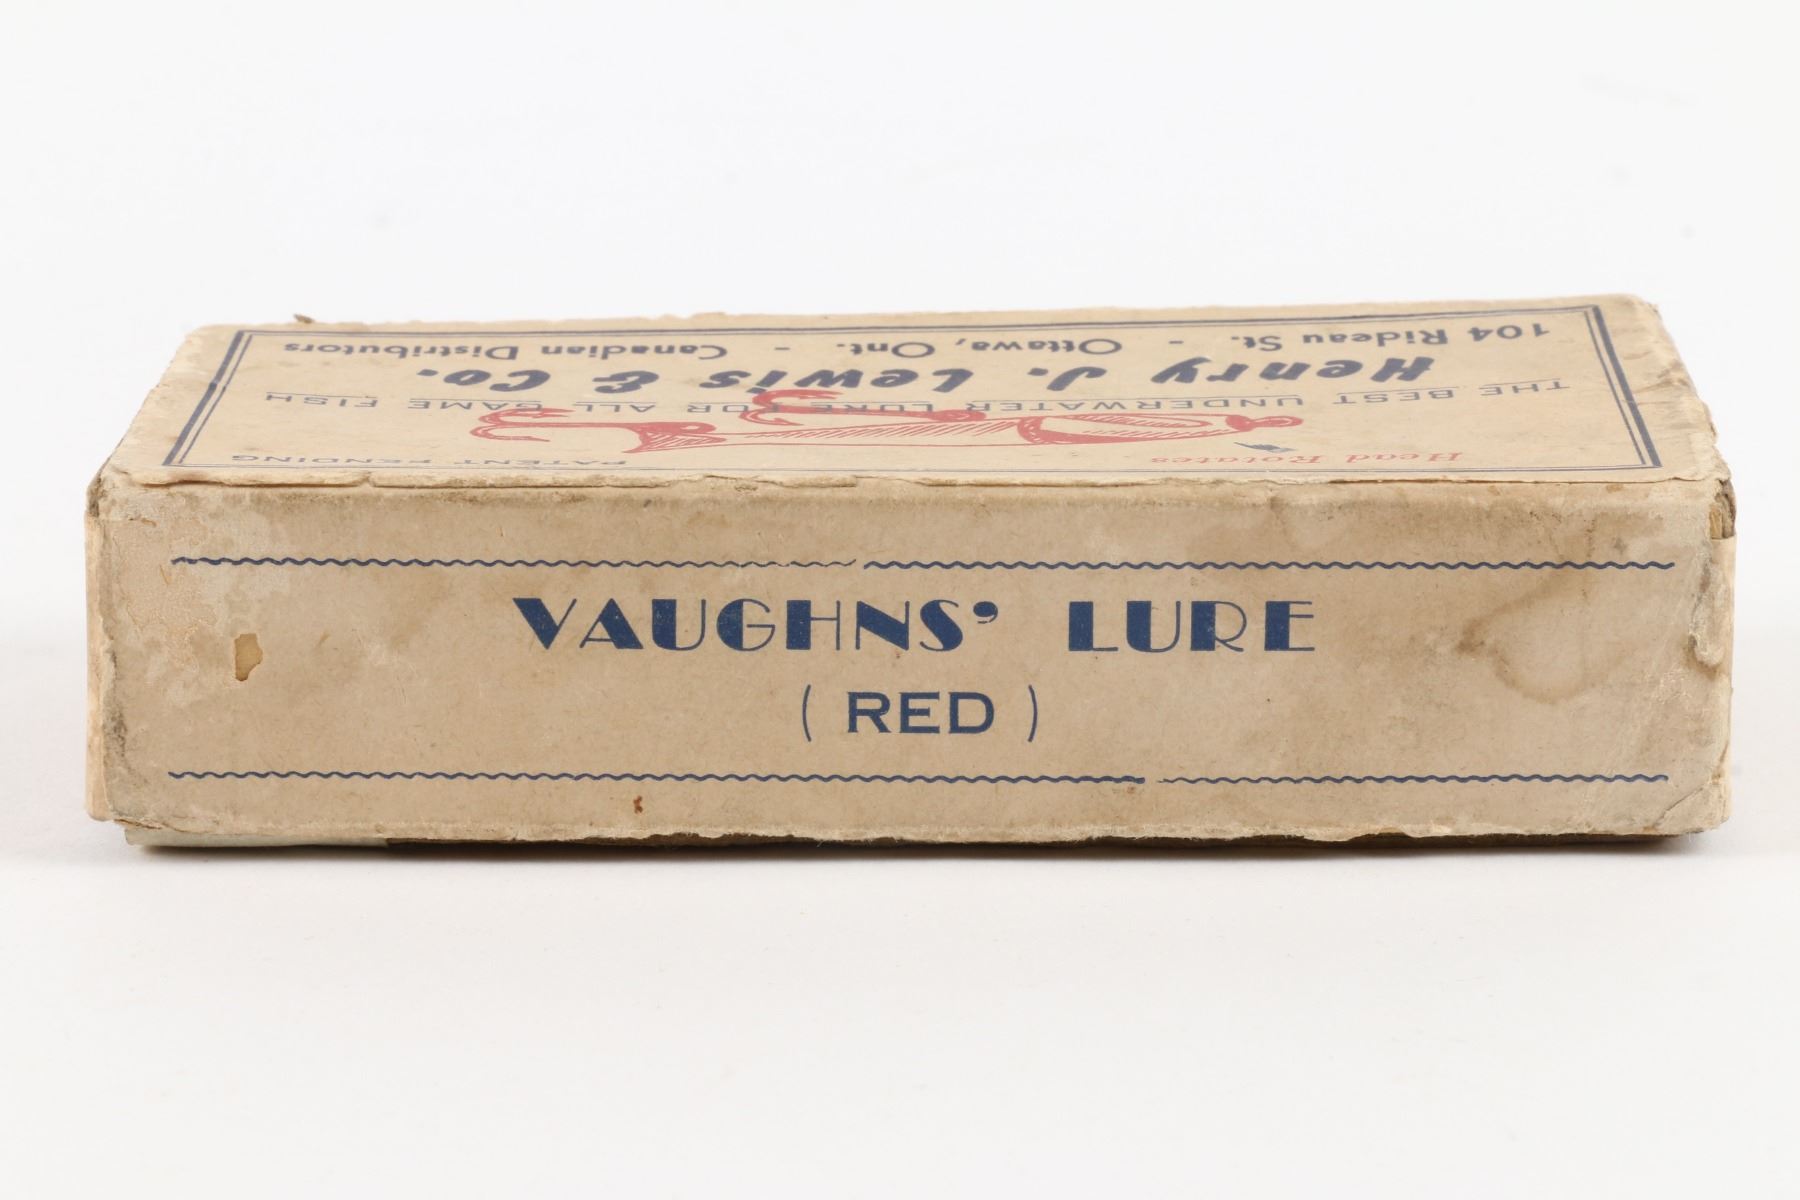 VAUGHNS' LURE
( RED )
Head Rotates
PATENT PENDING
THE BEST UNDERWATER LURE FOR ALL GAME FISH
Henry J. Lewis & Co.
104 Rideau St. - Ottawa, Ont. - Canadian Distributors